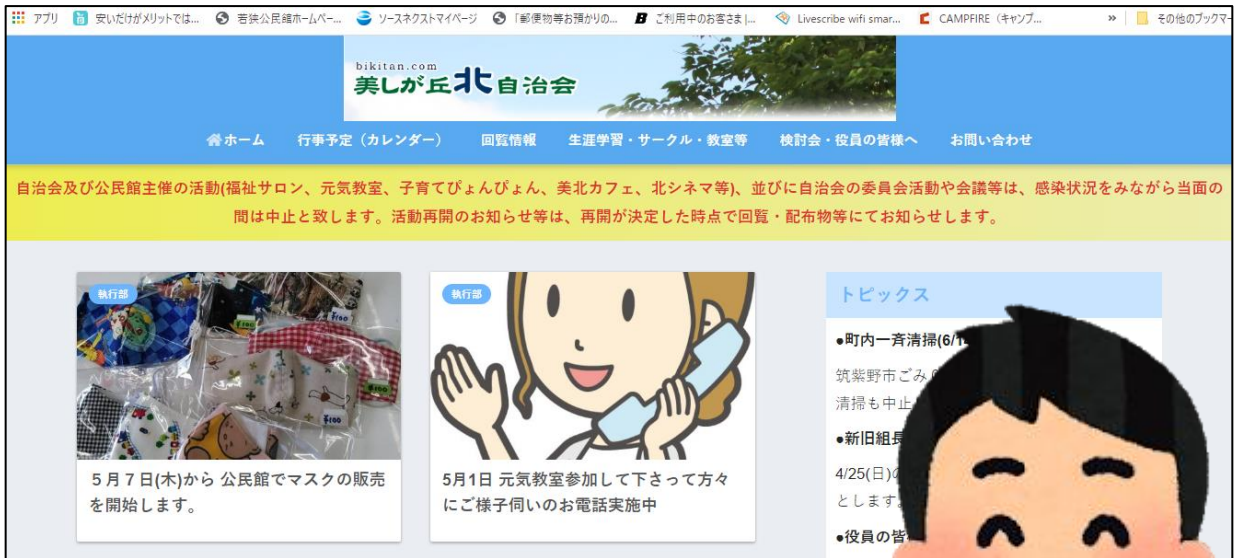 アプリ 安いだけがメリットでは... 若狭公民館ホームペー... ソースネクストマイページ 「郵便物等お預かりの... ご利用中のお客さま |... Livescribe wifi smar... CAMPFIRE（キャンプ... » その他のブックマー
bikitan.com
美しが丘北自治会
ホーム 行事予定（カレンダー） 回覧情報 生涯学習・サークル・教室等 検討会・役員の皆様へ お問い合わせ
自治会及び公民館主催の活動(福祉サロン、元気教室、子育てぴょんぴょん、美北カフェ、北シネマ等)、並びに自治会の委員会活動や会議等は、感染状況をみながら当面の
間は中止と致します。活動再開のお知らせ等は、再開が決定した時点で回覧・配布物等にてお知らせします。
執行部
¥100
¥100
¥100
¥100
５月７日(木)から 公民館でマスクの販売
を開始します。
執行部
5月1日 元気教室参加して下さって方々
にご様子伺いのお電話実施中
トピックス
●町内一斉清掃(6/1
筑紫野市ごみ
清掃も中止
●新旧組長
4/25(日)の
とします。
●役員の皆